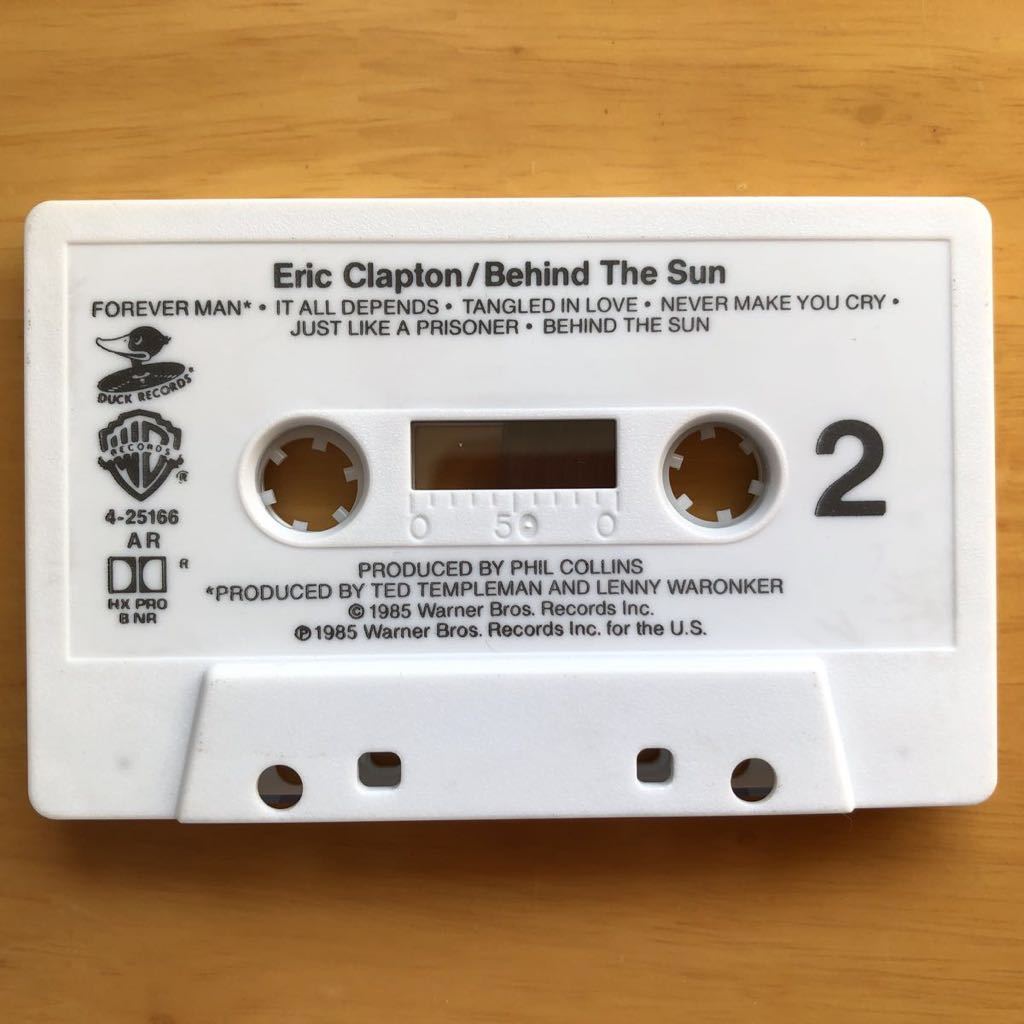 Eric Clapton/Behind The Sun
FOREVER MAN* • IT ALL DEPENDS • TANGLED IN LOVE • NEVER MAKE YOU CRY •
JUST LIKE A PRISONER • BEHIND THE SUN
DUCK RECORDS*
RECORDS
®
4-25166
AR
R
HX PRO
B NR
2
0 50 0
PRODUCED BY PHIL COLLINS
*PRODUCED BY TED TEMPLEMAN AND LENNY WARONKER
© 1985 Warner Bros. Records Inc.
℗ 1985 Warner Bros. Records Inc. for the U.S.